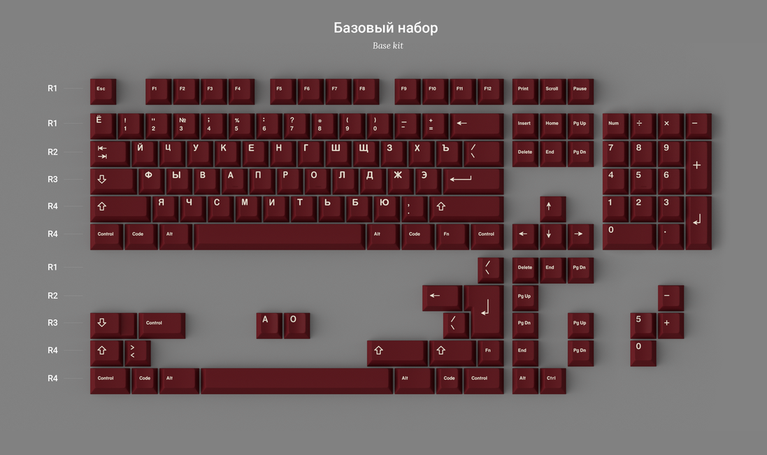 Базовый набор
Base kit
R1 Esc F1 F2 F3 F4 F5 F6 F7 F8 F9 F10 F11 F12 Print Scroll Pause
R1 Ё ! 1 " 2 № 3 ; 4 % 5 : 6 ? 7 * 8 ( 9 ) 0 _ - + = ← Insert Home Pg Up Num ÷ × −
R2 Й Ц У К Е Н Г Ш Щ З Х Ъ / \ Delete End Pg Dn 7 8 9 +
R3 Ф Ы В А П Р О Л Д Ж Э 4 5 6
R4 Я Ч С М И Т Ь Б Ю ↑ 1 2 3
R4 Control Code Alt Alt Code Fn Control ← ↓ → 0 .
R1 / \ Delete End Pg Dn
R2 ← Pg Up −
R3 Control А О / \ Pg Dn Pg Up 5 +
R4 > < Fn End Pg Dn 0
R4 Control Code Alt Alt Code Control Alt Ctrl